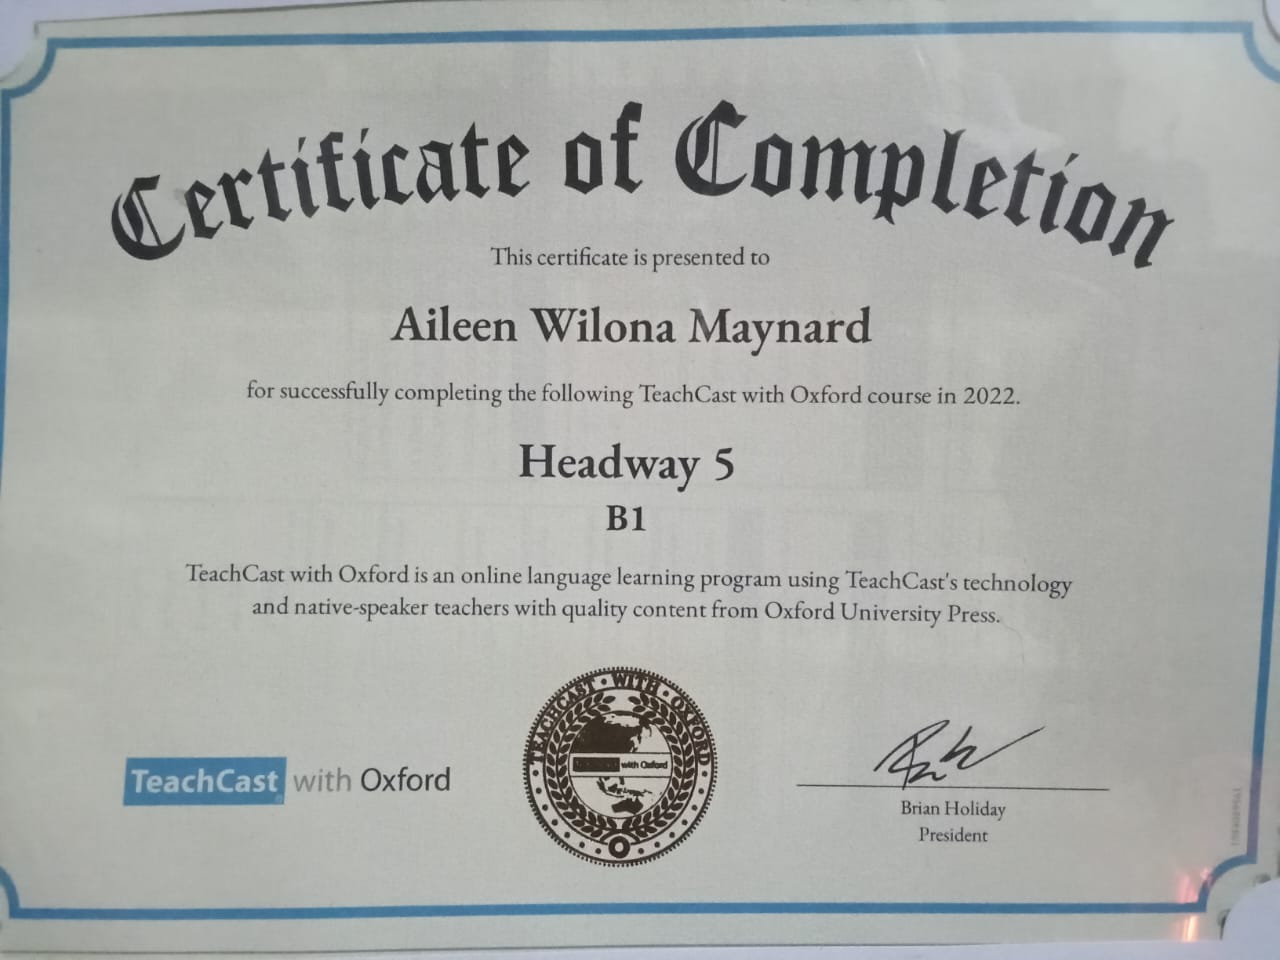 Certificate of Completion
This certificate is presented to
Aileen Wilona Maynard
for successfully completing the following TeachCast with Oxford course in 2022.
Headway 5
B1
TeachCast with Oxford is an online language learning program using TeachCast's technology
and native-speaker teachers with quality content from Oxford University Press.
TEACHCAST · WITH · OXFORD
with Oxford
TeachCast with Oxford
Brian Holiday
President